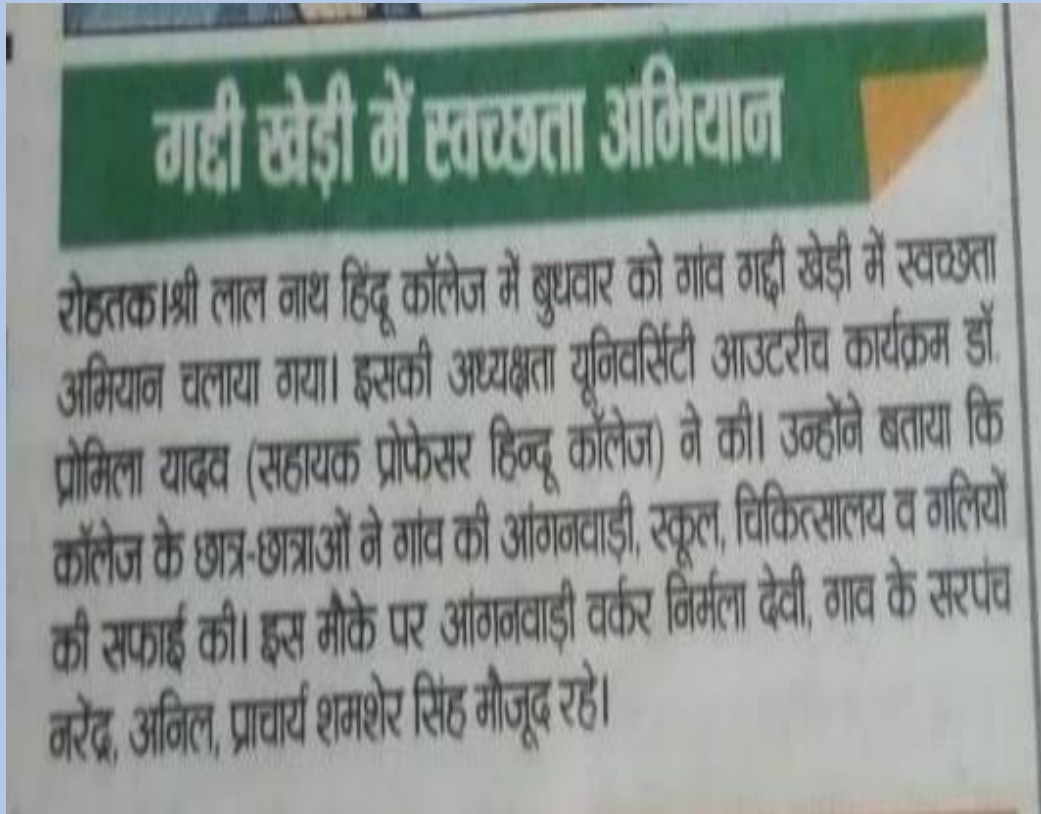 गद्दी खेड़ी में स्वच्छता अभियान
रोहतक।श्री लाल नाथ हिंदू कॉलेज में बुधवार को गांव गद्दी खेड़ी में स्वच्छता
अभियान चलाया गया। इसकी अध्यक्षता यूनिवर्सिटी आउटरीच कार्यक्रम डॉ.
प्रोमिला यादव (सहायक प्रोफेसर हिन्दू कॉलेज) ने की। उन्होंने बताया कि
कॉलेज के छात्र-छात्राओं ने गांव की आंगनवाड़ी, स्कूल, चिकित्सालय व गलियों
की सफाई की। इस मौके पर आंगनवाड़ी वर्कर निर्मला देवी, गाव के सरपंच
नरेंद्र, अनिल, प्राचार्य शमशेर सिंह मौजूद रहे।